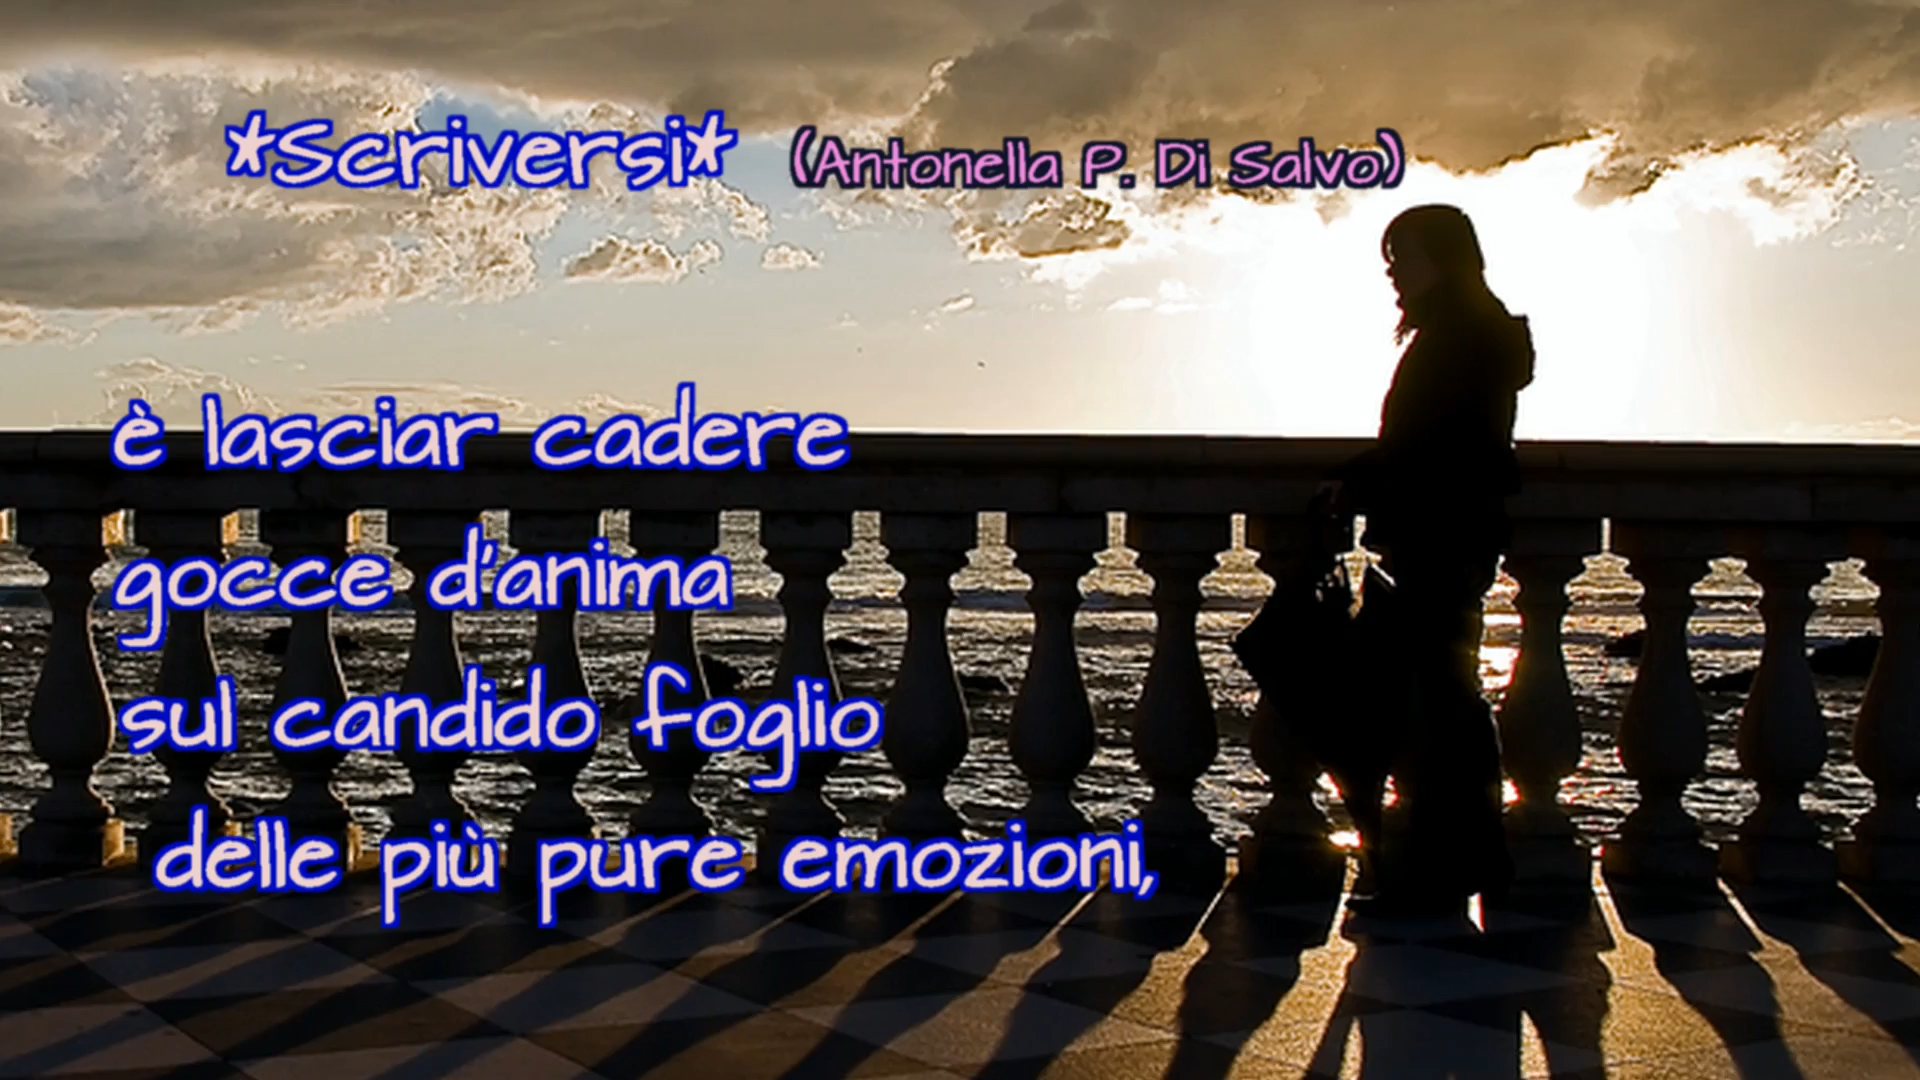 *Scriversi* (Antonella P. Di Salvo)
è lasciar cadere
gocce d'anima
sul candido foglio
delle più pure emozioni,